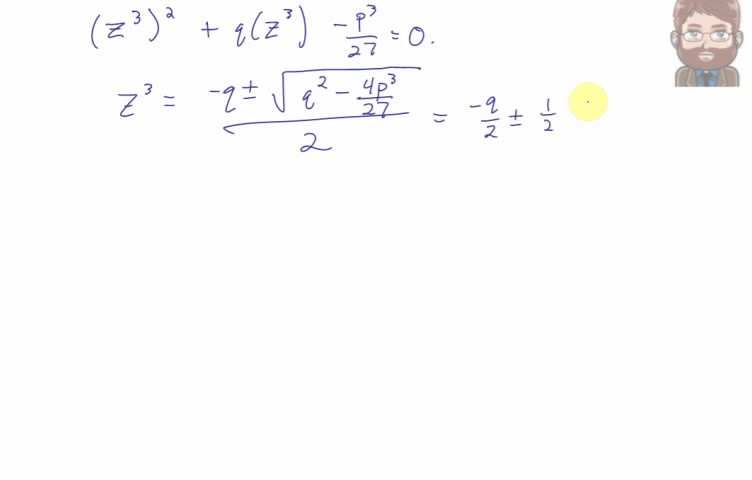 (z³)² + q(z³) -p³/27 = 0.
z³ = (-q ± √(q² - 4p³/27))/2 = -q/2 ± 1/2